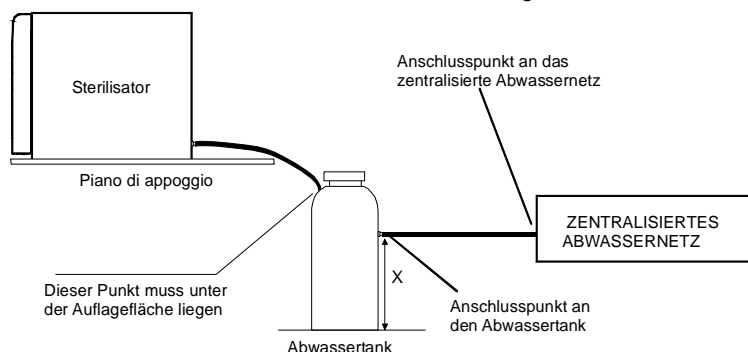 Sterilisator
Piano di appoggio
Anschlusspunkt an das
zentralisierte Abwassernetz
ZENTRALISIERTES
ABWASSERNETZ
Dieser Punkt muss unter
der Auflagefläche liegen
X
Anschlusspunkt an
den Abwassertank
Abwassertank